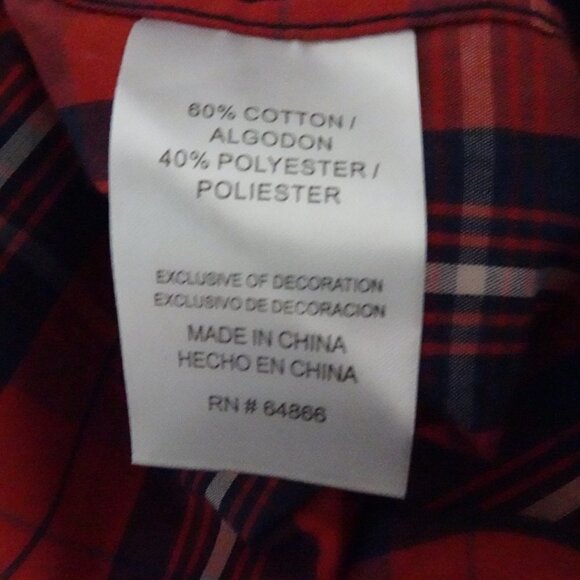 60% COTTON /
ALGODON
40% POLYESTER /
POLIESTER
EXCLUSIVE OF DECORATION
EXCLUSIVO DE DECORACION
MADE IN CHINA
HECHO EN CHINA
RN # 64866